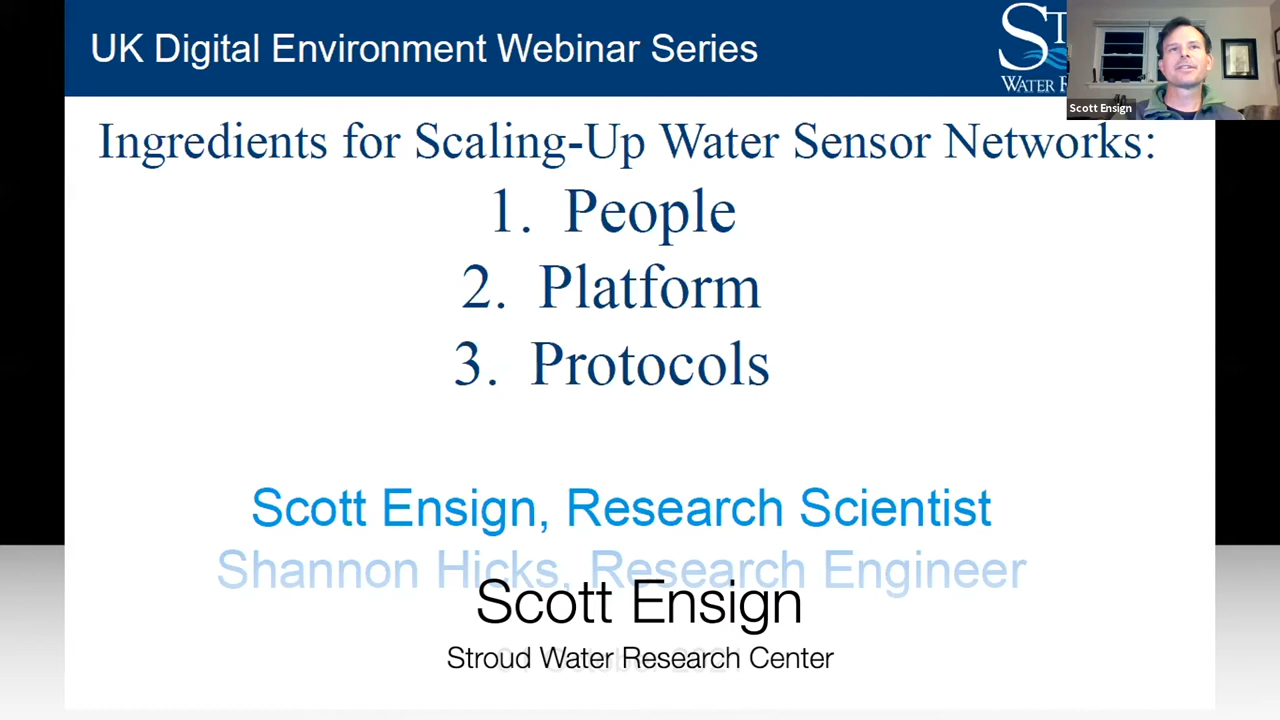 UK Digital Environment Webinar Series
WATER
Scott Ensign
Ingredients for Scaling-Up Water Sensor Networks:
1. People
2. Platform
3. Protocols
Scott Ensign, Research Scientist
Shannon Hicks, Research Engineer
Scott Ensign
Stroud Water Research Center